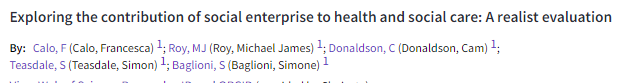 Exploring the contribution of social enterprise to health and social care: A realist evaluation
By: Calo, F (Calo, Francesca) 1; Roy, MJ (Roy, Michael James) 1; Donaldson, C (Donaldson, Cam) 1;
Teasdale, S (Teasdale, Simon) 1; Baglioni, S (Baglioni, Simone) 1